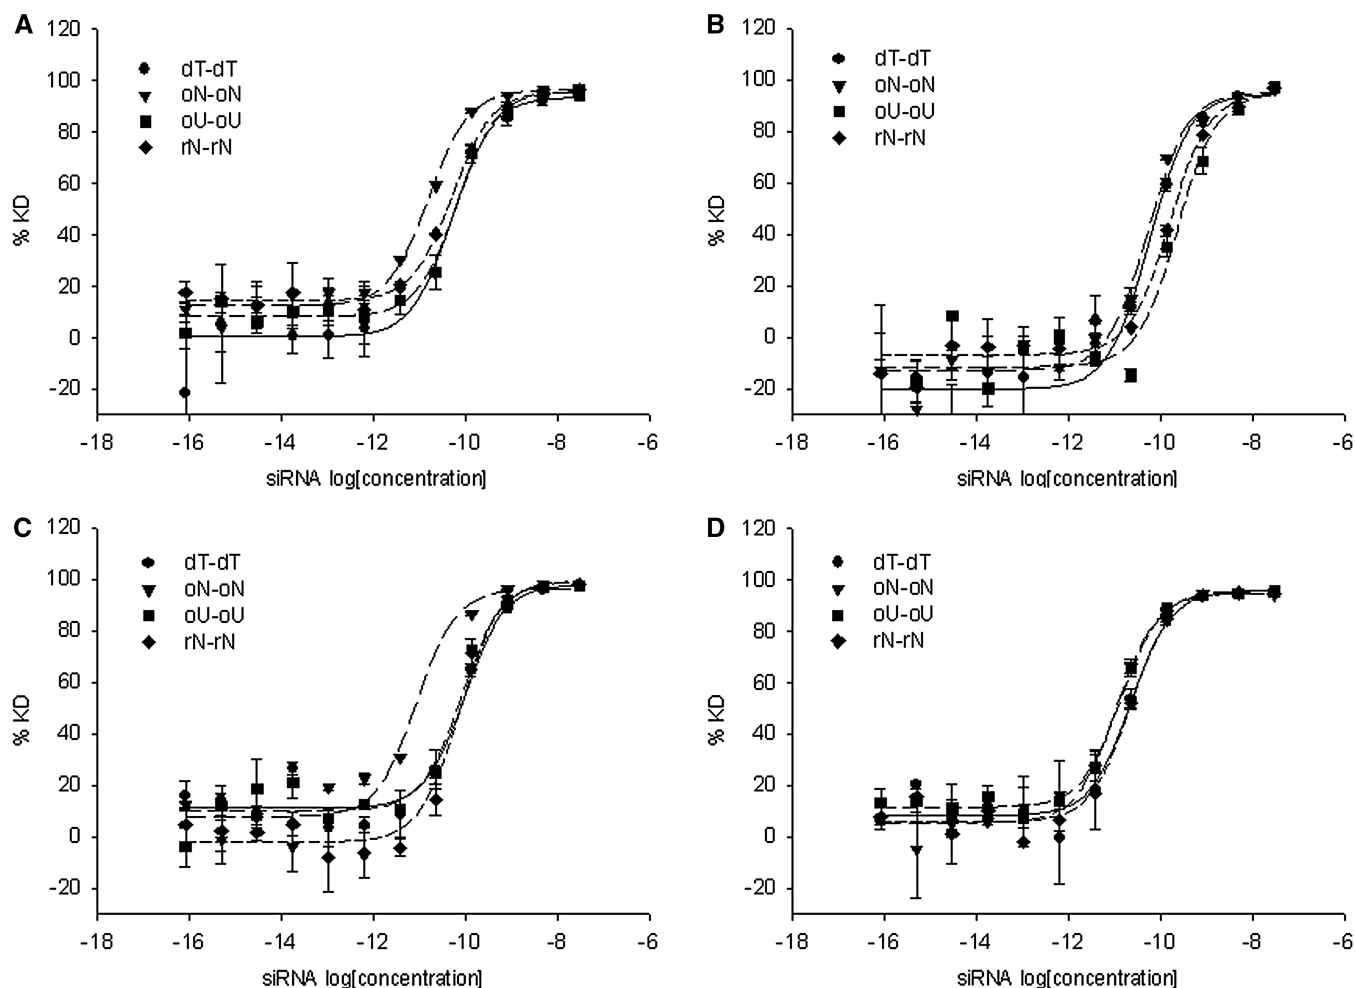 A
120
100
80
60
40
20
0
-20
% KD
dT-dT
oN-oN
oU-oU
rN-rN
-18 -16 -14 -12 -10 -8 -6
siRNA log[concentration]
B
120
100
80
60
40
20
0
-20
% KD
dT-dT
oN-oN
oU-oU
rN-rN
-18 -16 -14 -12 -10 -8 -6
siRNA log[concentration]
C
120
100
80
60
40
20
0
-20
% KD
dT-dT
oN-oN
oU-oU
rN-rN
-18 -16 -14 -12 -10 -8 -6
siRNA log[concentration]
D
120
100
80
60
40
20
0
-20
% KD
dT-dT
oN-oN
oU-oU
rN-rN
-18 -16 -14 -12 -10 -8 -6
siRNA log[concentration]